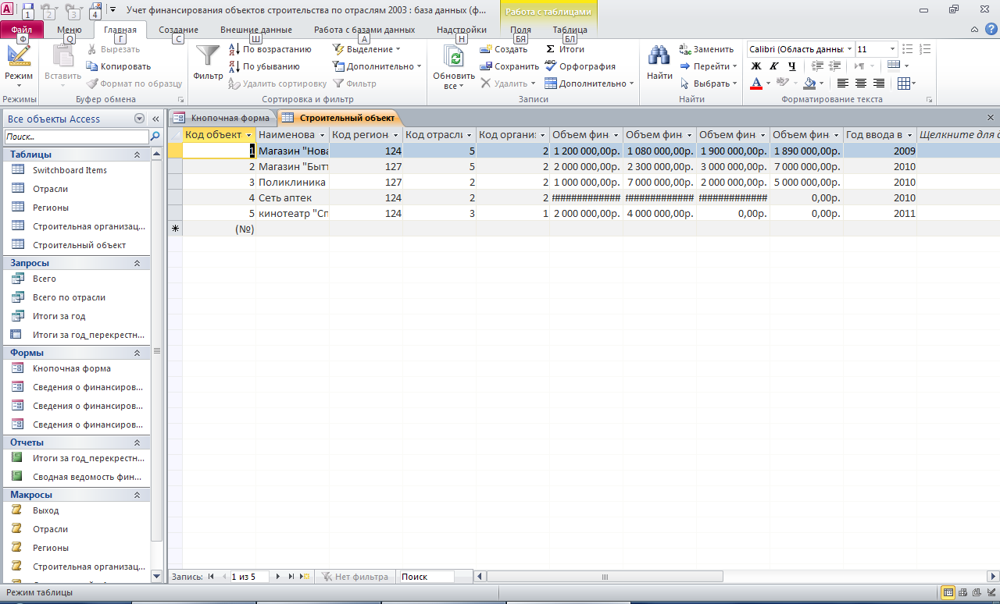 Учет финансирования объектов строительства по отраслям 2003 : база данных (ф...
Работа с таблицами
1 2 3 4
Файл Меню Главная Создание Внешние данные Работа с базами данных Надстройки Поля Таблица
Ф Q Г С Ш А Н БЯ БЛ
Режим
Режимы
Вставить
Вырезать
Копировать
Формат по образцу
Буфер обмена
Фильтр
По возрастанию
По убыванию
Удалить сортировку
Выделение
Дополнительно
Фильтр
Сортировка и фильтр
Обновить
все
Создать
Сохранить
Удалить
Итоги
Орфография
Дополнительно
Записи
Найти
Заменить
Перейти
Выбрать
Найти
Calibri (Область данны: 11
Ж К Ч
Форматирование текста
Все объекты Access
Поиск...
Таблицы
Switchboard Items
Отрасли
Регионы
Строительная организац...
Строительный объект
Запросы
Всего
Всего по отрасли
Итоги за год
Итоги за год_перекрестн...
Формы
Кнопочная форма
Сведения о финансиров...
Сведения о финансиров...
Сведения о финансиров...
Отчеты
Итоги за год_перекрестн...
Сводная ведомость фин...
Макросы
Выход
Отрасли
Регионы
Строительная организац...
Кнопочная форма Строительный объект
Код объект Наименова Код регион Код отрасли Код организ Объем фин Объем фин Объем фин Объем фин Год ввода в Щелкните для д
1 Магазин "Нова 124 5 2 1 200 000,00р. 1 080 000,00р. 1 900 000,00р. 1 890 000,00р. 2009
2 Магазин "Быт 127 5 2 2 000 000,00р. 2 300 000,00р. 3 000 000,00р. 7 000 000,00р. 2010
3 Поликлиника 127 2 2 1 000 000,00р. 7 000 000,00р. 2 000 000,00р. 5 000 000,00р. 2010
4 Сеть аптек 124 2 2 ############# ############# ############# 0,00р. 2010
5 кинотеатр "Сп 124 3 1 2 000 000,00р. 4 000 000,00р. 0,00р. 0,00р. 2011
(№)
Запись: 1 из 5 Нет фильтра Поиск
Режим таблицы